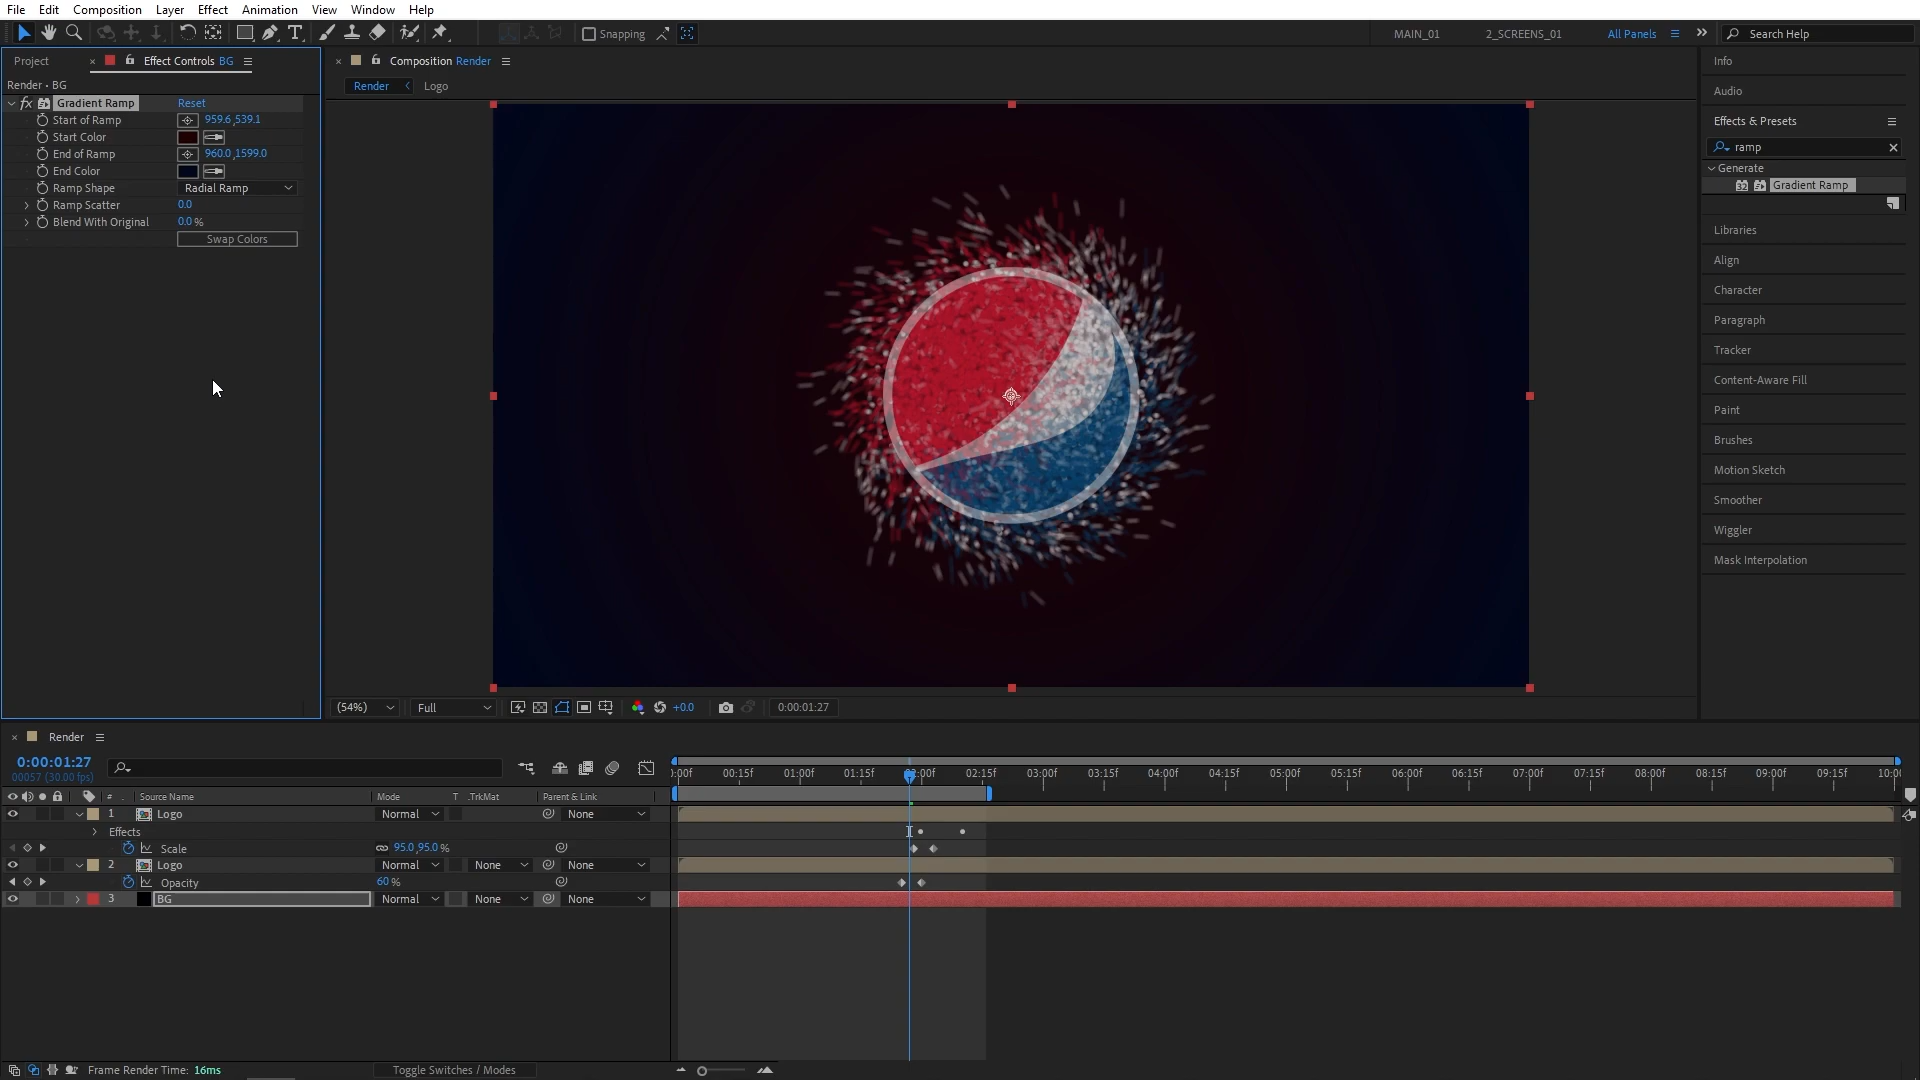 File Edit Composition Layer Effect Animation View Window Help
Snapping MAIN_01 2_SCREENS_01 All Panels Search Help
Project Effect Controls BG
Render • BG
fx Gradient Ramp Reset
Start of Ramp 959.6,539.1
Start Color
End of Ramp 960.0,1599.0
End Color
Ramp Shape Radial Ramp
Ramp Scatter 0.0
Blend With Original 0.0 %
Swap Colors
Composition Render
Render Logo
(54%) Full +0.0 0:00:01:27
Info
Audio
Effects & Presets
ramp
Generate
32 Gradient Ramp
Libraries
Align
Character
Paragraph
Tracker
Content-Aware Fill
Paint
Brushes
Motion Sketch
Smoother
Wiggler
Mask Interpolation
Render
0:00:01:27
00057 (30.00 fps)
):00f 00:15f 01:00f 01:15f 02:00f 02:15f 03:00f 03:15f 04:00f 04:15f 05:00f 05:15f 06:00f 06:15f 07:00f 07:15f 08:00f 08:15f 09:00f 09:15f 10:0(
# . Source Name Mode T .TrkMat Parent & Link
1 Logo Normal None
Effects
Scale 95.0,95.0 %
2 Logo Normal None None
Opacity 60 %
3 BG Normal None None
Frame Render Time: 16ms Toggle Switches / Modes